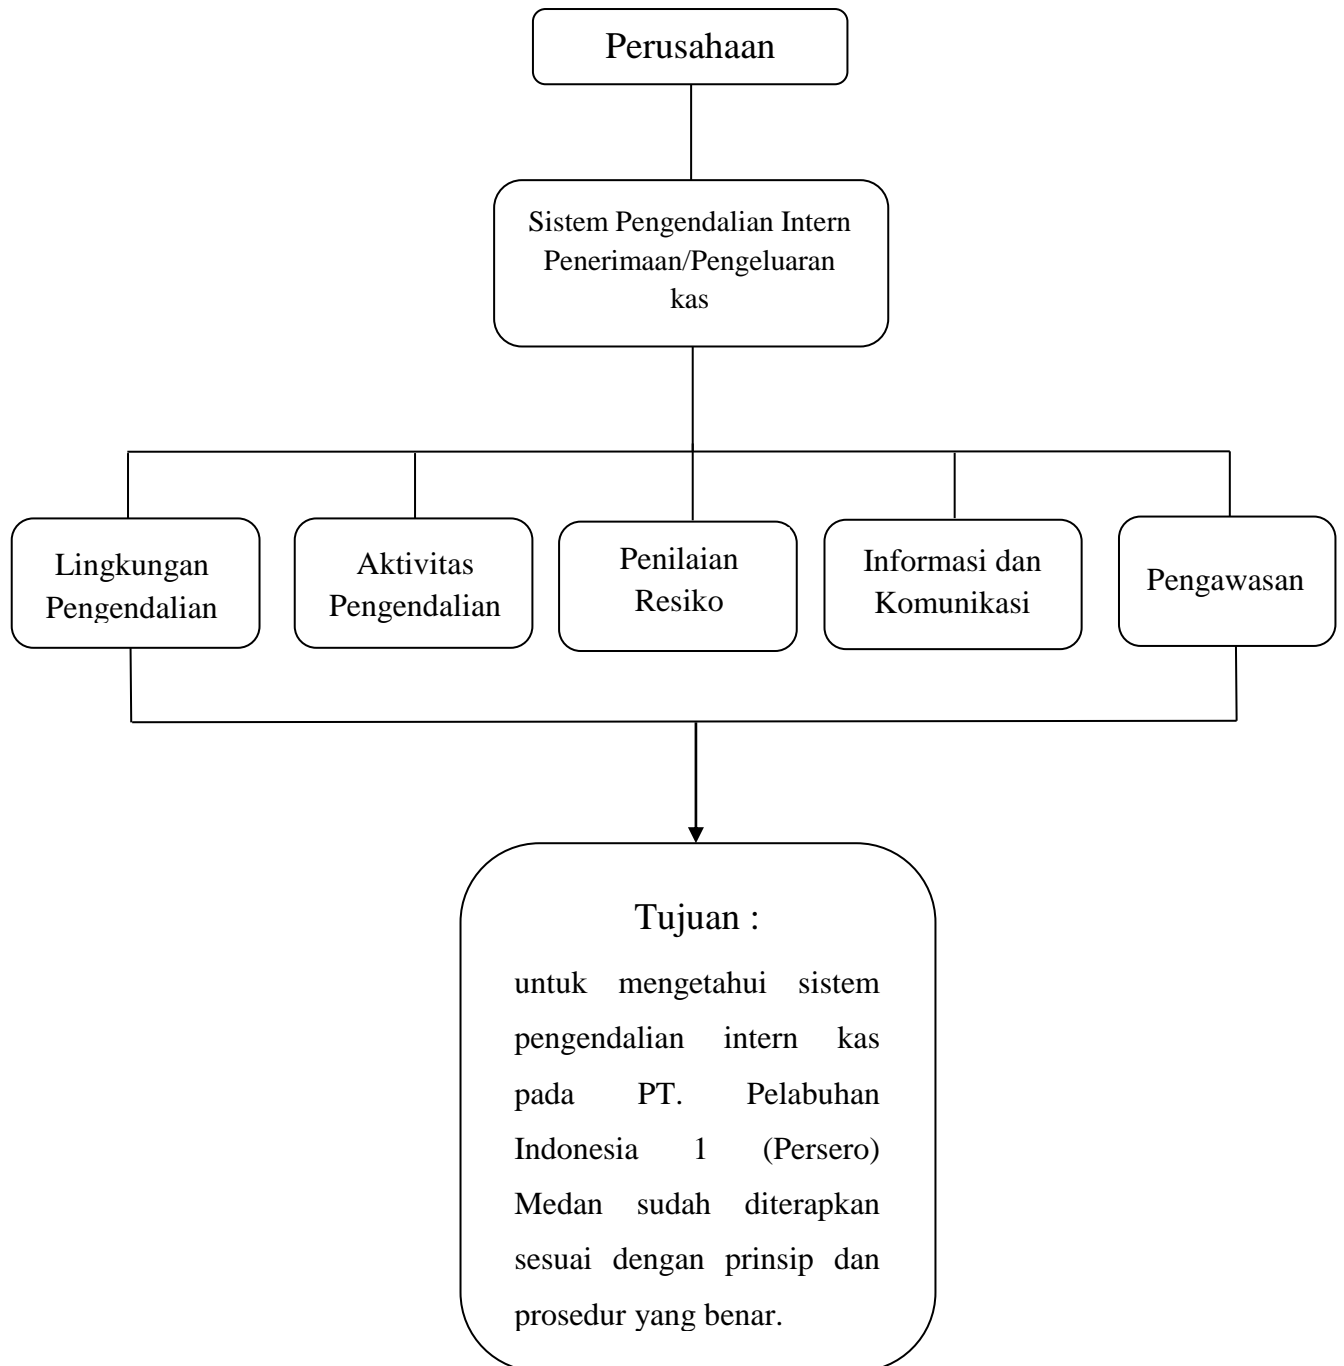 Perusahaan
Sistem Pengendalian Intern
Penerimaan/Pengeluaran
kas
Lingkungan
Pengendalian
Aktivitas
Pengendalian
Penilaian
Resiko
Informasi dan
Komunikasi
Pengawasan
Tujuan :
untuk mengetahui sistem
pengendalian intern kas
pada PT. Pelabuhan
Indonesia 1 (Persero)
Medan sudah diterapkan
sesuai dengan prinsip dan
prosedur yang benar.